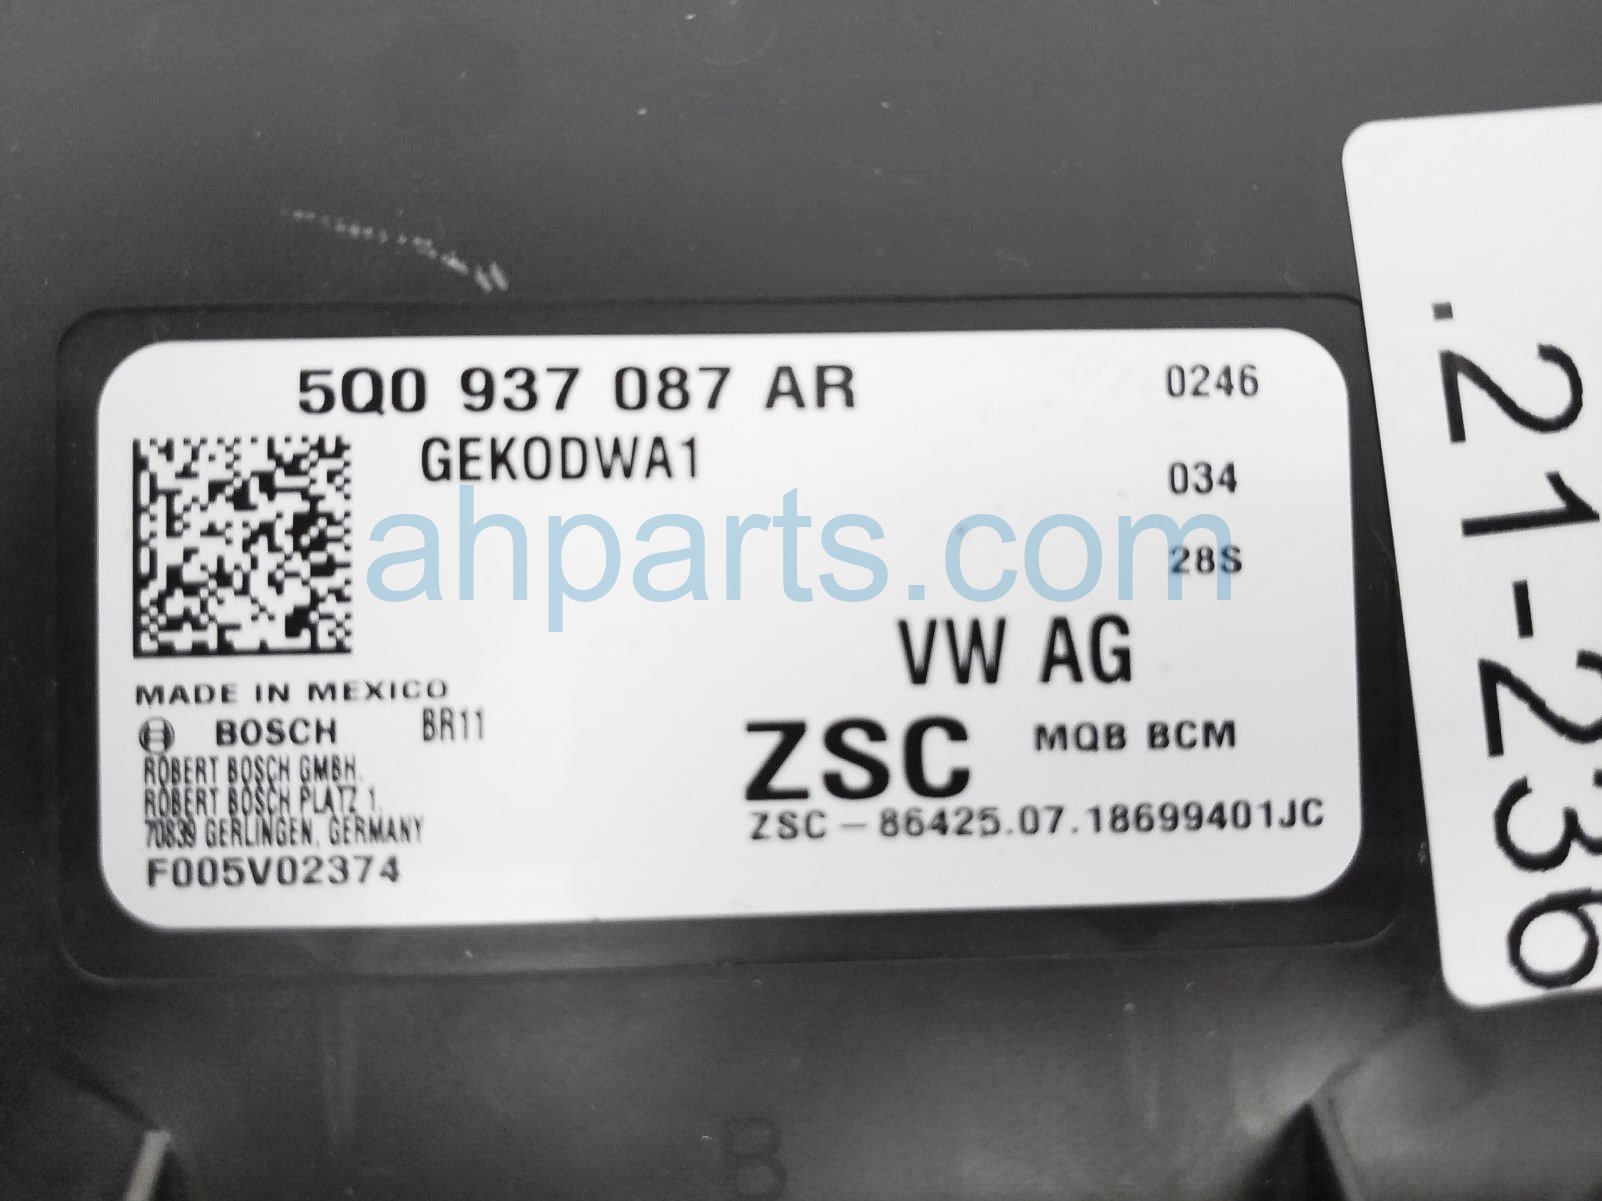 5Q0 937 087 AR 0246
GEKODWA1
034
28S
ahparts.com
VW AG
MADE IN MEXICO
BOSCH BR11
ZSC MQB BCM
ROBERT BOSCH GMBH.
ROBERT BOSCH PLATZ 1.
70839 GERLINGEN, GERMANY
ZSC-86425.07.18699401JC
F005V02374
.21-236
B